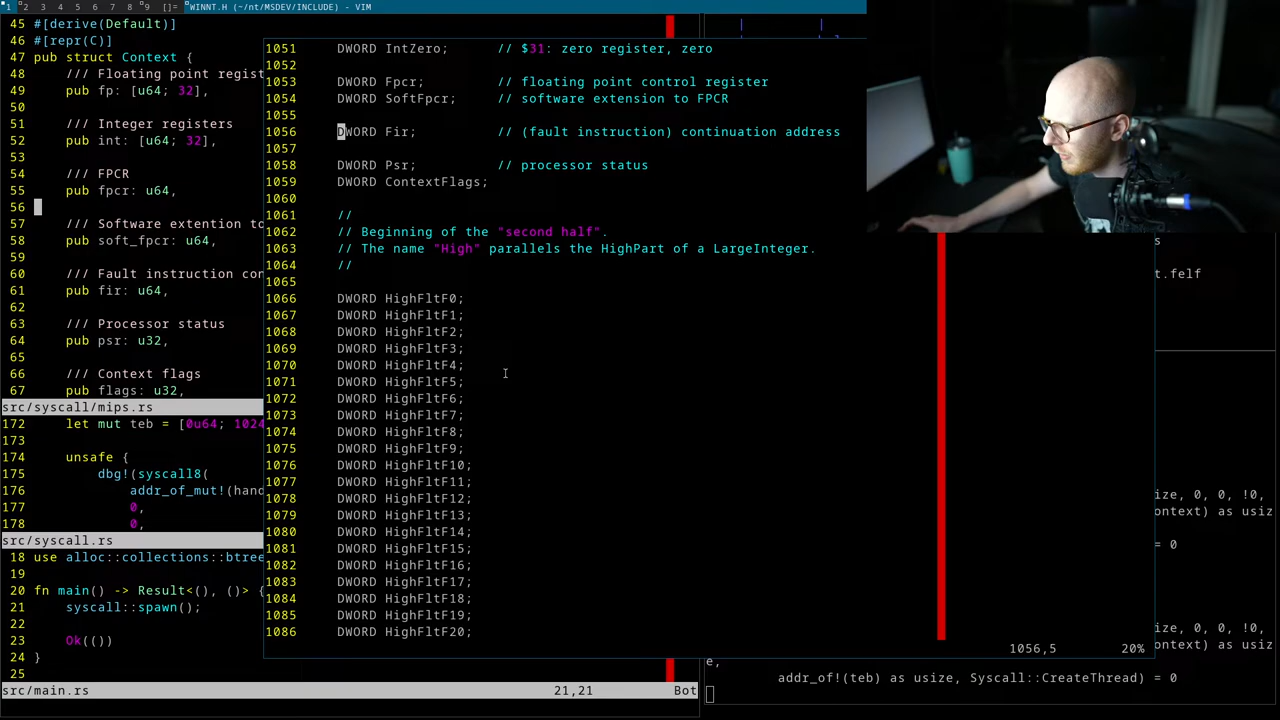 1 2 3 4 5 6 7 8 9 []= WINNT.H (~/nt/MSDEV/INCLUDE) - VIM
45 #[derive(Default)]
46 #[repr(C)]
47 pub struct Context {
48 /// Floating point regist
49 pub fp: [u64; 32],
50
51 /// Integer registers
52 pub int: [u64; 32],
53
54 /// FPCR
55 pub fpcr: u64,
56
57 /// Software extention to
58 pub soft_fpcr: u64,
59
60 /// Fault instruction con
61 pub fir: u64,
62
63 /// Processor status
64 pub psr: u32,
65
66 /// Context flags
67 pub flags: u32,
src/syscall/mips.rs
172 let mut teb = [0u64; 1024
173
174 unsafe {
175 dbg!(syscall8(
176 addr_of_mut!(hand
177 0,
178 0,
src/syscall.rs
18 use alloc::collections::btree
19
20 fn main() -> Result<(), ()> {
21 syscall::spawn();
22
23 Ok(())
24 }
25
src/main.rs 21,21 Bot
1051 DWORD IntZero; // $31: zero register, zero
1052
1053 DWORD Fpcr; // floating point control register
1054 DWORD SoftFpcr; // software extension to FPCR
1055
1056 DWORD Fir; // (fault instruction) continuation address
1057
1058 DWORD Psr; // processor status
1059 DWORD ContextFlags;
1060
1061 //
1062 // Beginning of the "second half".
1063 // The name "High" parallels the HighPart of a LargeInteger.
1064 //
1065
1066 DWORD HighFltF0;
1067 DWORD HighFltF1;
1068 DWORD HighFltF2;
1069 DWORD HighFltF3;
1070 DWORD HighFltF4;
1071 DWORD HighFltF5;
1072 DWORD HighFltF6;
1073 DWORD HighFltF7;
1074 DWORD HighFltF8;
1075 DWORD HighFltF9;
1076 DWORD HighFltF10;
1077 DWORD HighFltF11;
1078 DWORD HighFltF12;
1079 DWORD HighFltF13;
1080 DWORD HighFltF14;
1081 DWORD HighFltF15;
1082 DWORD HighFltF16;
1083 DWORD HighFltF17;
1084 DWORD HighFltF18;
1085 DWORD HighFltF19;
1086 DWORD HighFltF20;
1056,5 20%
s
t.felf
ize, 0, 0, !0,
ontext) as usiz
= 0
ize, 0, 0, !0,
ontext) as usiz
e,
addr_of!(teb) as usize, Syscall::CreateThread) = 0